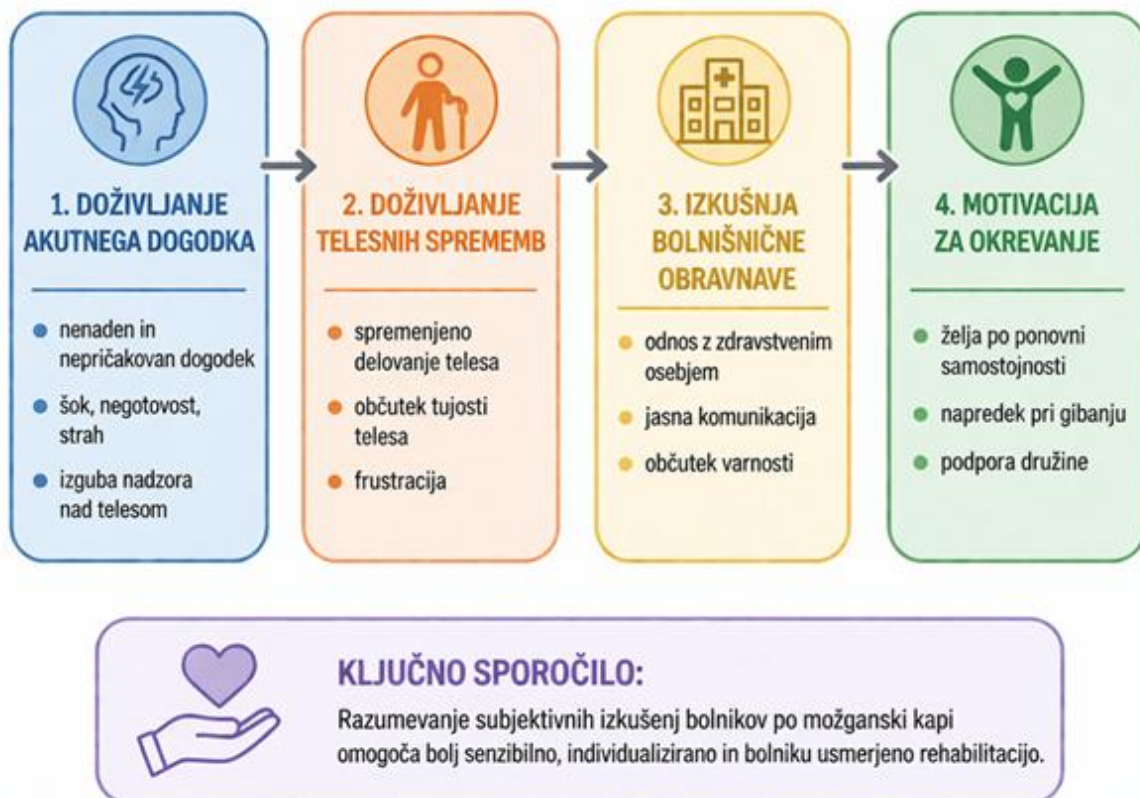 1. DOŽIVLJANJE
AKUTNEGA DOGODKA
nenaden in
nepričakovan dogodek
šok, negotovost,
strah
izguba nadzora
nad telesom
2. DOŽIVLJANJE
TELESNIH SPREMEMB
spremenjeno
delovanje telesa
občutek tujosti
telesa
frustracija
3. IZKUŠNJA
BOLNIŠNIČNE
OBRAVNAVE
odnos z zdravstvenim
osebjem
jasna komunikacija
občutek varnosti
4. MOTIVACIJA
ZA OKREVANJE
želja po ponovni
samostojnosti
napredek pri gibanju
podpora družine
KLJUČNO SPOROČILO:
Razumevanje subjektivnih izkušenj bolnikov po možganski kapi
omogoča bolj senzibilno, individualizirano in bolniku usmerjeno rehabilitacijo.